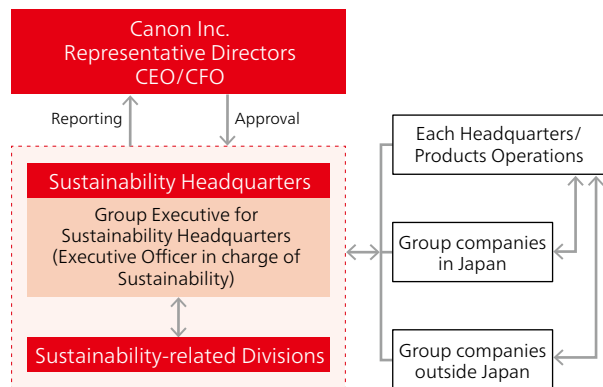 Canon Inc.
Representative Directors
CEO/CFO
Reporting
Approval
Sustainability Headquarters
Group Executive for
Sustainability Headquarters
(Executive Officer in charge of
Sustainability)
Sustainability-related Divisions
Each Headquarters/
Products Operations
Group companies
in Japan
Group companies
outside Japan